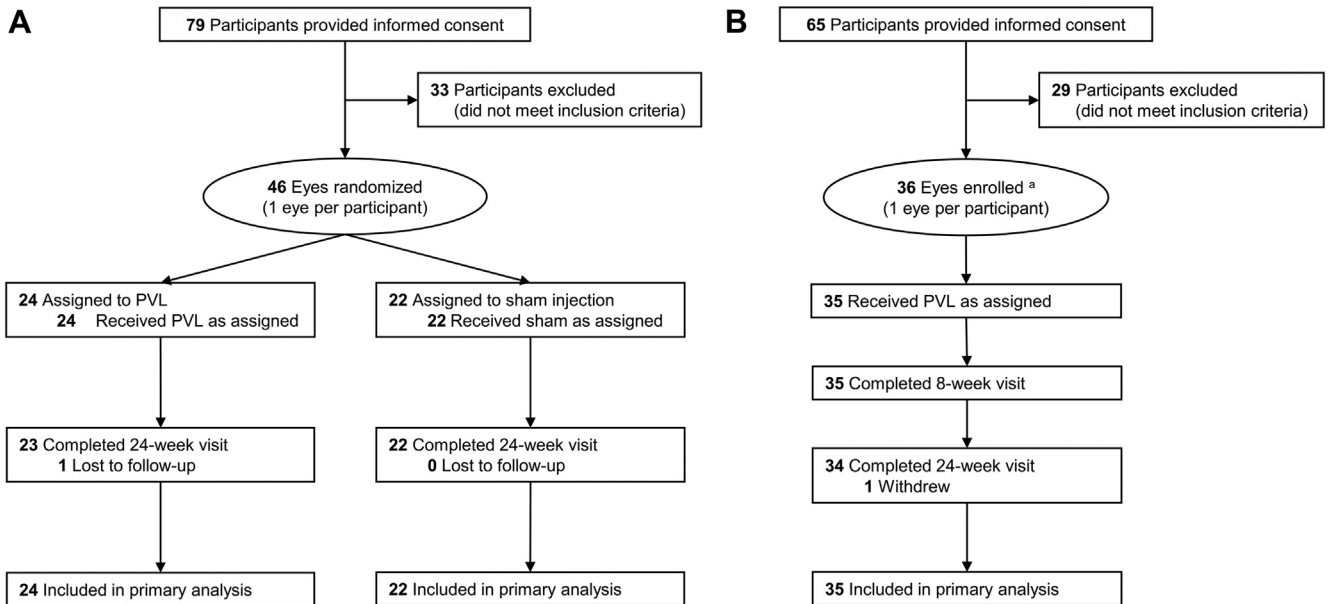 A
79 Participants provided informed consent
33 Participants excluded
(did not meet inclusion criteria)
46 Eyes randomized
(1 eye per participant)
24 Assigned to PVL
24 Received PVL as assigned
22 Assigned to sham injection
22 Received sham as assigned
23 Completed 24-week visit
1 Lost to follow-up
22 Completed 24-week visit
0 Lost to follow-up
24 Included in primary analysis
22 Included in primary analysis
B
65 Participants provided informed consent
29 Participants excluded
(did not meet inclusion criteria)
36 Eyes enrolled a
(1 eye per participant)
35 Received PVL as assigned
35 Completed 8-week visit
34 Completed 24-week visit
1 Withdrew
35 Included in primary analysis